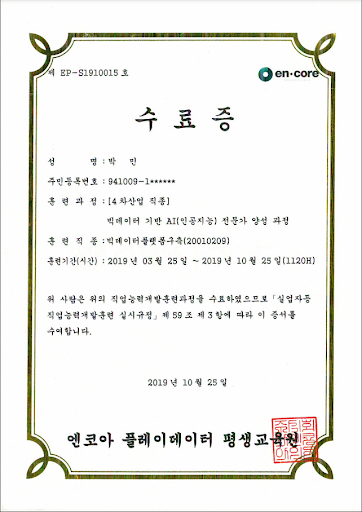 제 EP-S1910015 호
en·core
수 료 증
성 명 : 박 민
주민등록번호 : 941009-1******
훈 련 과 정 : [4 차산업 직종]
빅데이터 기반 AI(인공지능) 전문가 양성 과정
훈 련 직 종 : 빅데이터플랫폼구축(20010209)
훈련기간(시간) : 2019 년 03 월 25 일 ~ 2019 년 10 월 25 일(1120H)
위 사람은 위의 직업능력개발훈련과정을 수료하였으므로 「실업자등
직업능력개발훈련 실시규정」 제 59 조 제 3 항에 따라 이 증서를
수여합니다.
2019 년 10 월 25 일
엔코아 플레이데이터 평생교육원